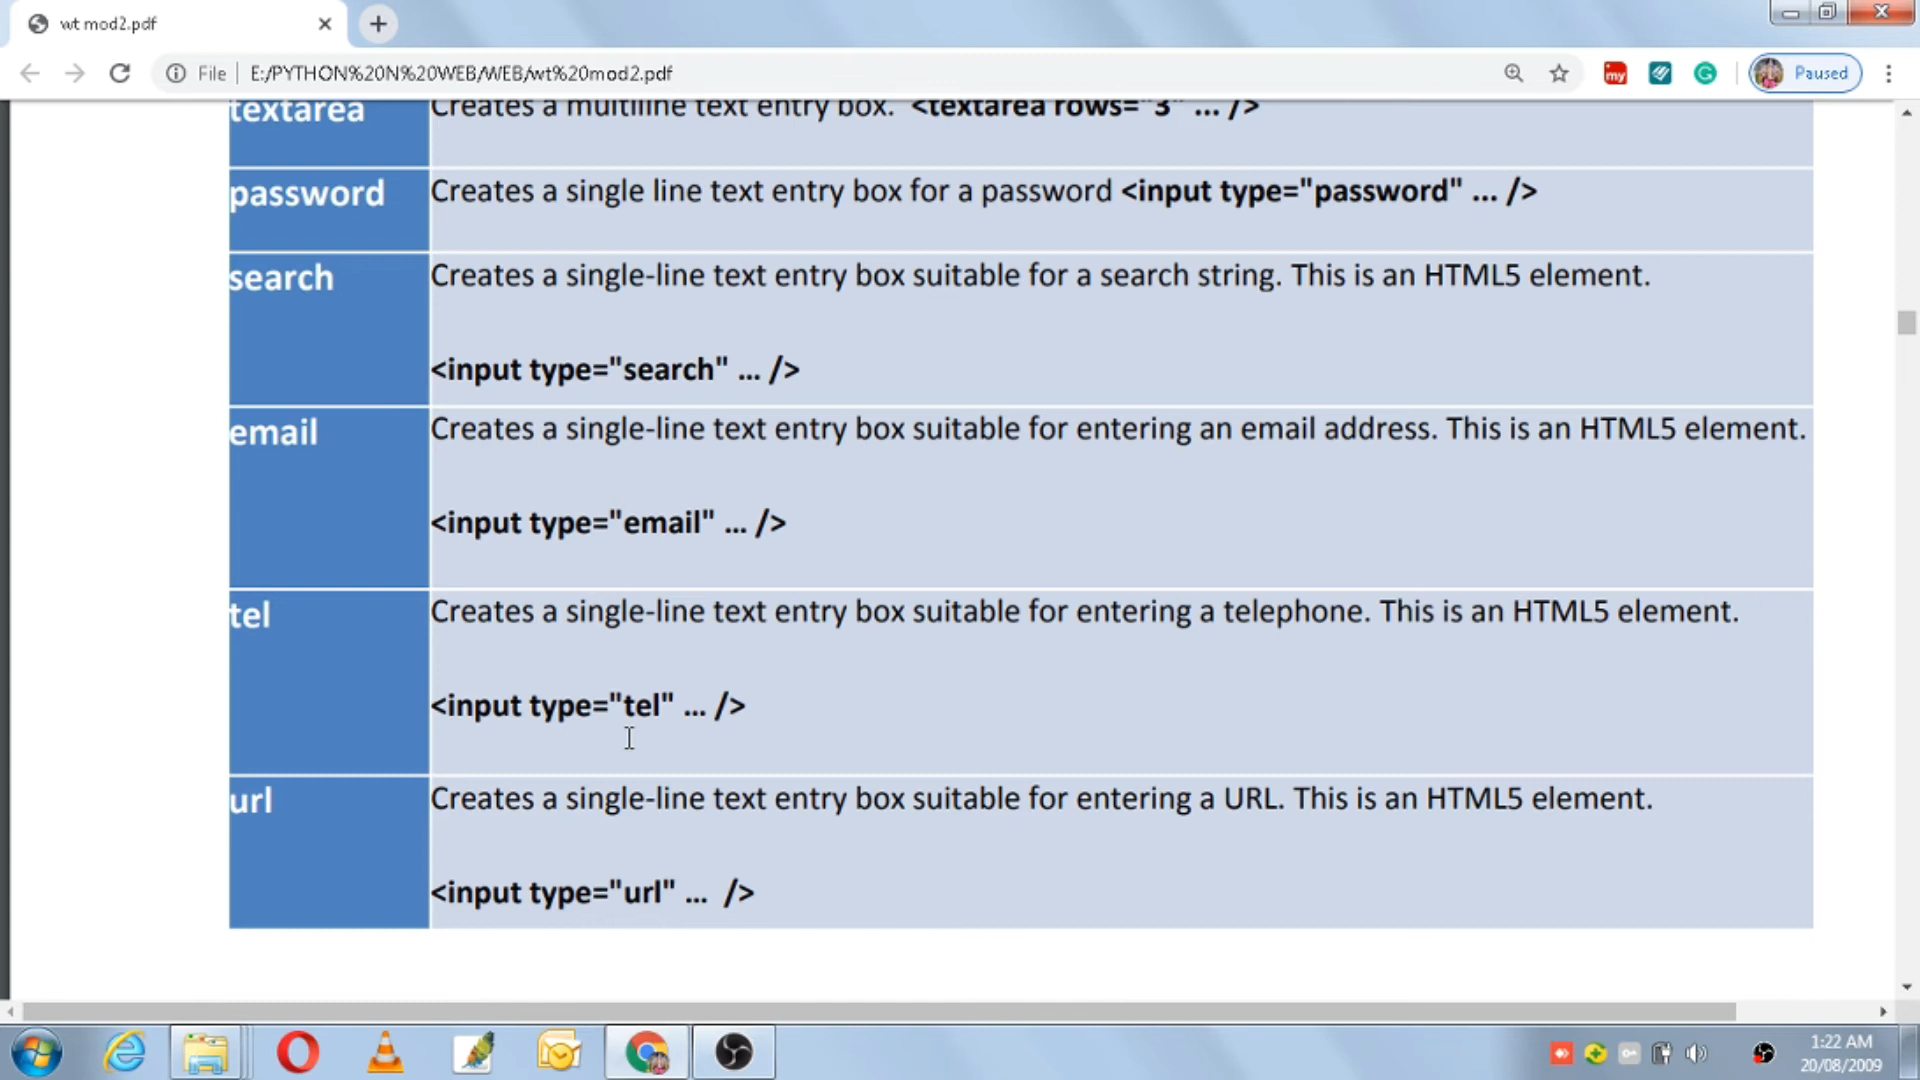 wt mod2.pdf
File E:/PYTHON%20N%20WEB/WEB/wt%20mod2.pdf
my
G
Paused
textarea Creates a multiline text entry box. <textarea rows="3" ... />
password Creates a single line text entry box for a password <input type="password" ... />
search Creates a single-line text entry box suitable for a search string. This is an HTML5 element.
<input type="search" ... />
email Creates a single-line text entry box suitable for entering an email address. This is an HTML5 element.
<input type="email" ... />
tel Creates a single-line text entry box suitable for entering a telephone. This is an HTML5 element.
<input type="tel" ... />
url Creates a single-line text entry box suitable for entering a URL. This is an HTML5 element.
<input type="url" ... />
1:22 AM
20/08/2009